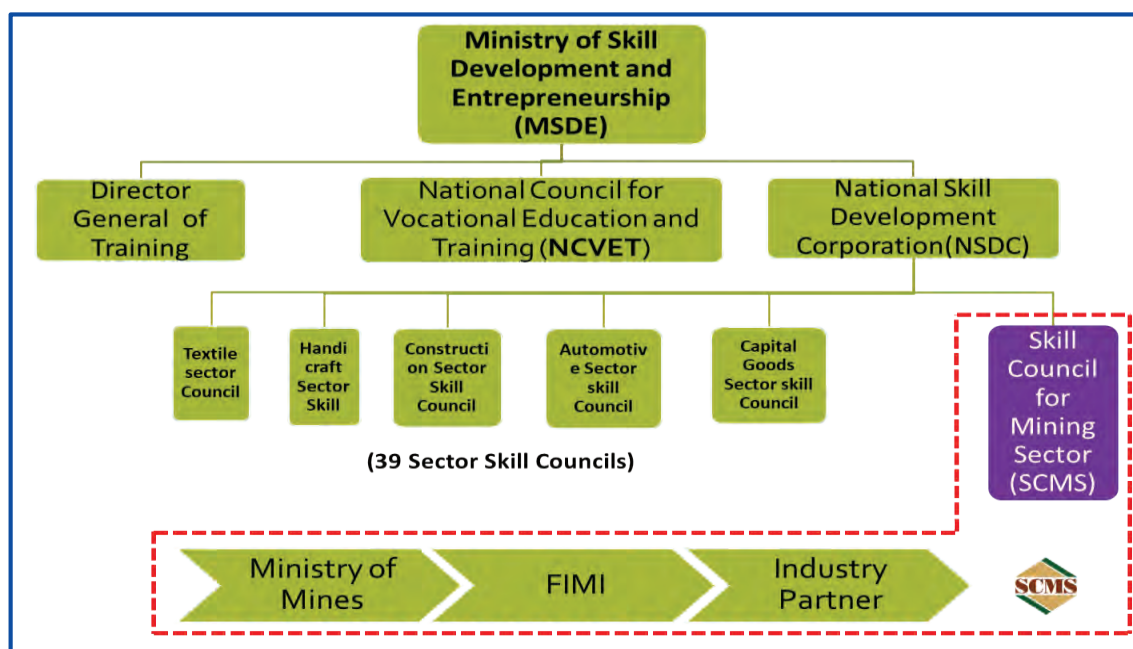 Ministry of Skill
Development and
Entrepreneurship
(MSDE)
Director
General of
Training
National Council for
Vocational Education and
Training (NCVET)
National Skill
Development
Corporation(NSDC)
Textile
sector
Council
Handi
craft
Sector
Skill
Constructi
on Sector
Skill
Council
Automotiv
e Sector
skill
Council
Capital
Goods
Sector skill
Council
Skill
Council
for
Mining
Sector
(SCMS)
(39 Sector Skill Councils)
Ministry of
Mines
FIMI
Industry
Partner
SCMS